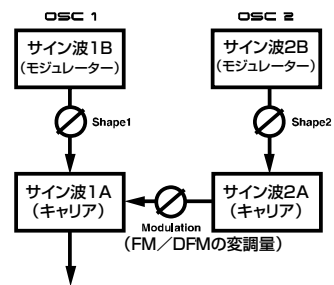 OSC 1
OSC 2
サイン波1B
(モジュレーター)
サイン波2B
(モジュレーター)
Shape1
Shape2
サイン波1A
(キャリア)
サイン波2A
(キャリア)
Modulation
(FM/DFMの変調量)